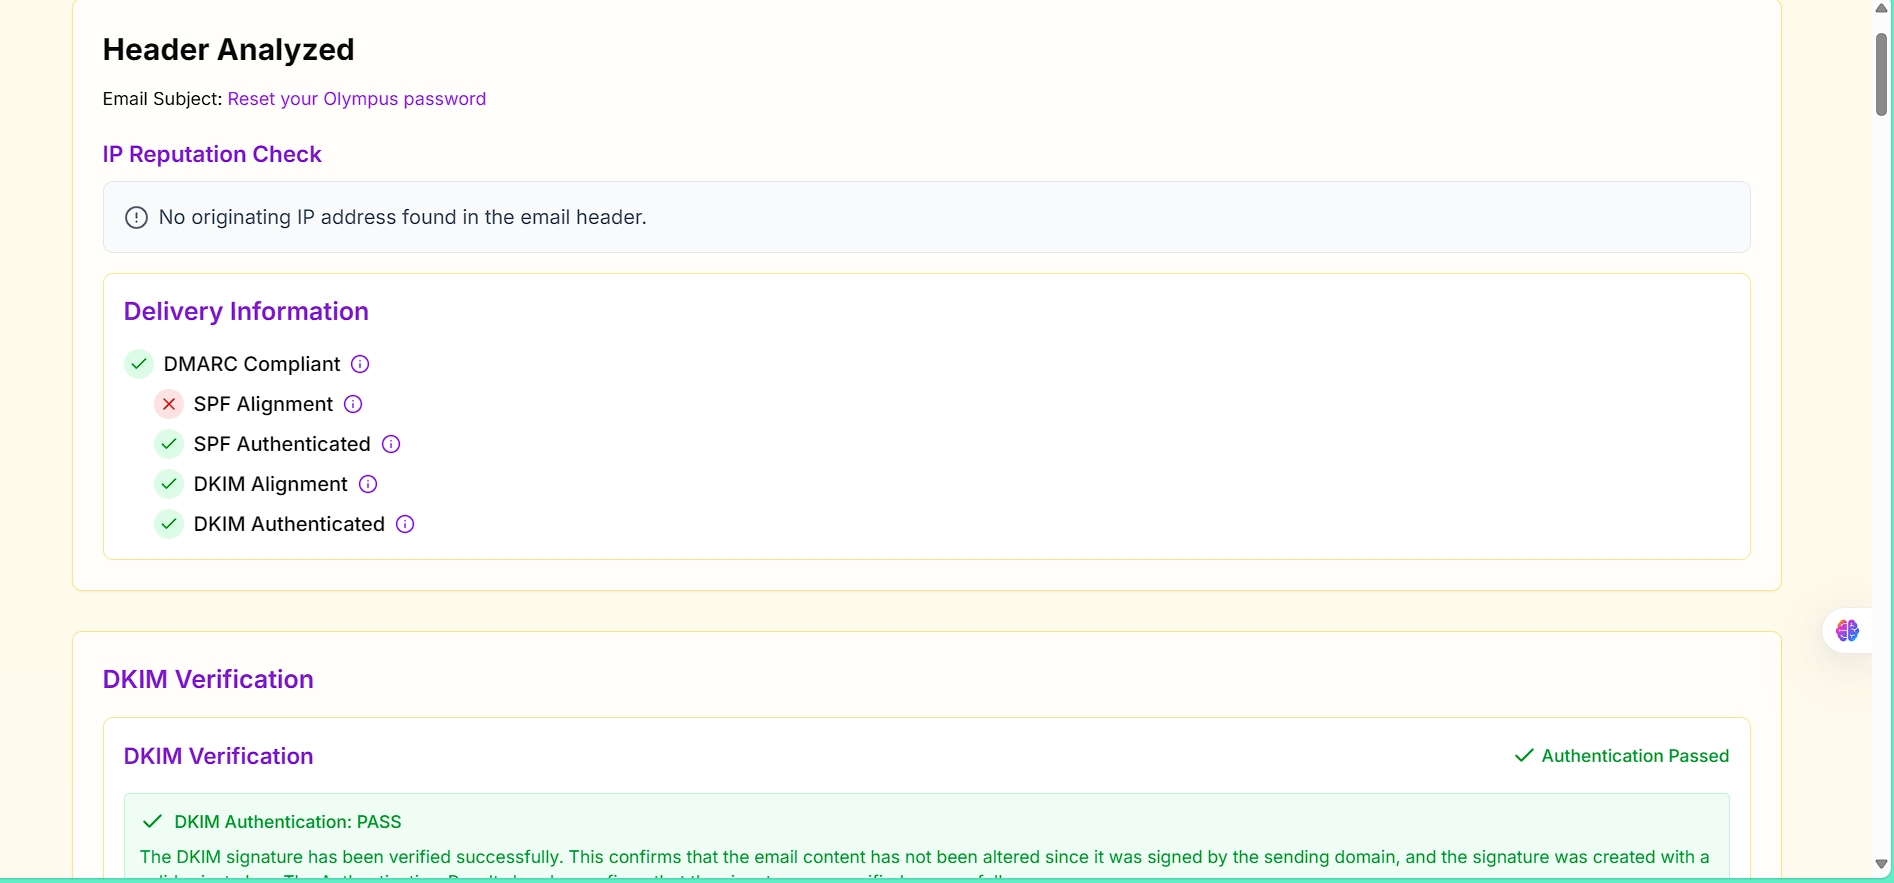 Header Analyzed
Email Subject: Reset your Olympus password
IP Reputation Check
No originating IP address found in the email header.
Delivery Information
DMARC Compliant
SPF Alignment
SPF Authenticated
DKIM Alignment
DKIM Authenticated
DKIM Verification
DKIM Verification
Authentication Passed
DKIM Authentication: PASS
The DKIM signature has been verified successfully. This confirms that the email content has not been altered since it was signed by the sending domain, and the signature was created with a